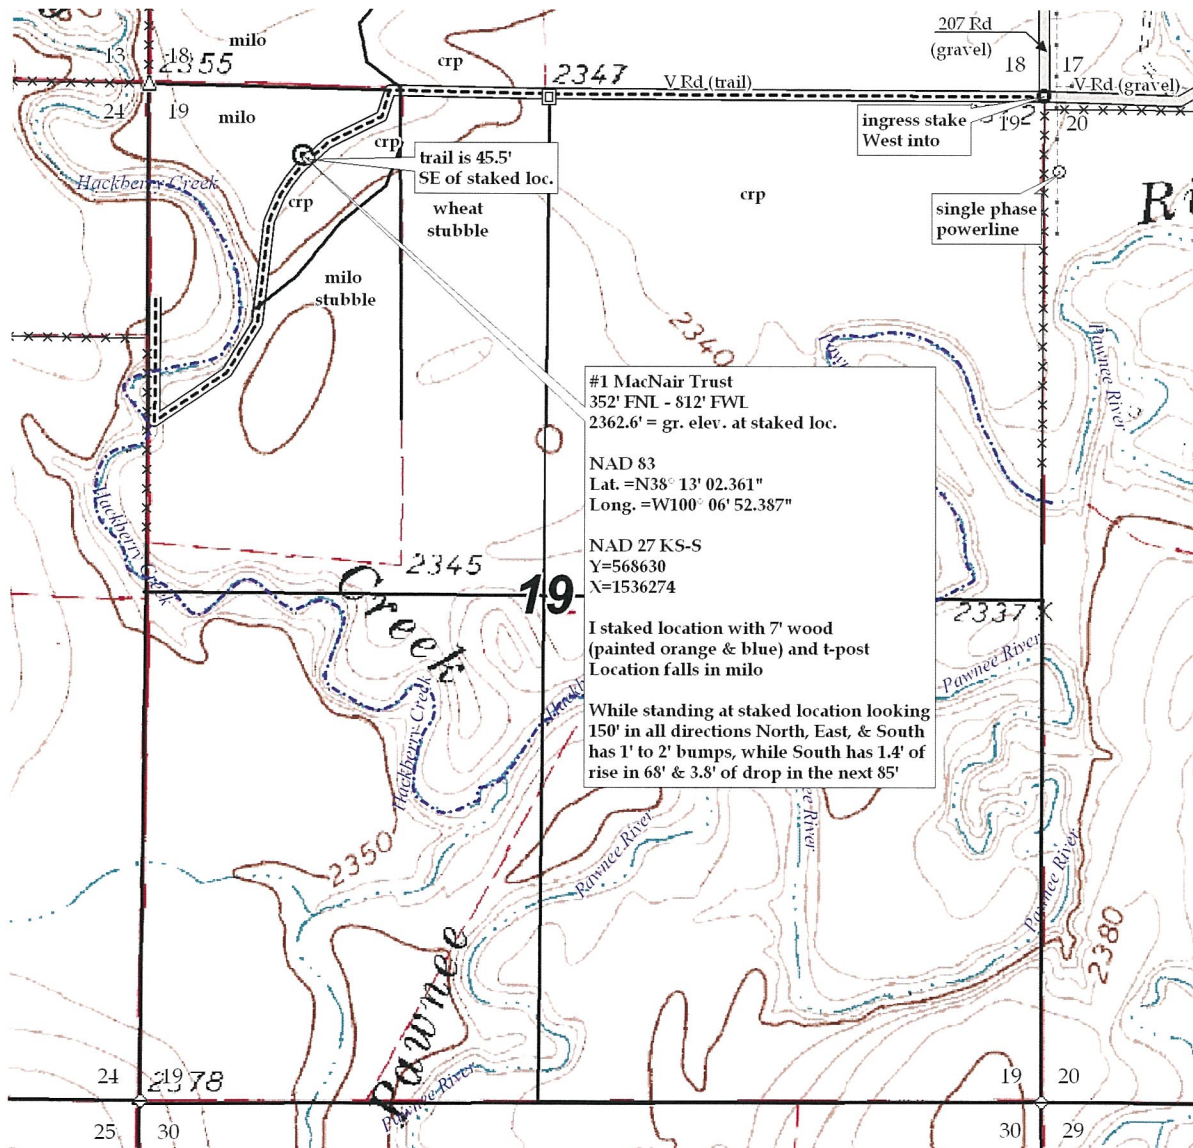 207 Rd
(gravel)
milo
13
18
2355
crp
2347
18
17
V Rd (trail)
V Rd (gravel)
24
19
milo
ingress stake
West into
19
20
crp
trail is 45.5'
SE of staked loc.
Hackberry Creek
crp
wheat
stubble
crp
single phase
powerline
milo
stubble
2340
Pawnee River
#1 MacNair Trust
352' FNL - 812' FWL
2362.6' = gr. elev. at staked loc.
NAD 83
Lat. =N38° 13' 02.361"
Long. =W100° 06' 52.387"
NAD 27 KS-S
Y=568630
X=1536274
I staked location with 7' wood
(painted orange & blue) and t-post
Location falls in milo
While standing at staked location looking
150' in all directions North, East, & South
has 1' to 2' bumps, while South has 1.4' of
rise in 68' & 3.8' of drop in the next 85'
Hackberry Creek
2345
19
2337
Creek
Pawnee River
Hackberry Creek
2350
Pawnee River
Pawnee River
2380
Pawnee
Pawnee River
24
19
2378
19
20
25
30
30
29